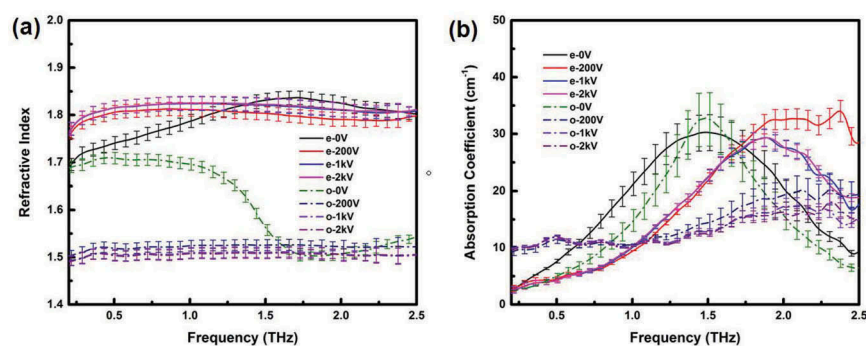 (a)
Refractive Index
1.9
1.8
1.7
1.6
1.5
1.4
0.5 1.0 1.5 2.0 2.5
Frequency (THz)
e-0V
e-200V
e-1kV
e-2kV
o-0V
o-200V
o-1kV
o-2kV
(b)
Absorption Coefficient (cm-1)
50
40
30
20
10
0
0.5 1.0 1.5 2.0 2.5
Frequency (THz)
e-0V
e-200V
e-1kV
e-2kV
o-0V
o-200V
o-1kV
o-2kV